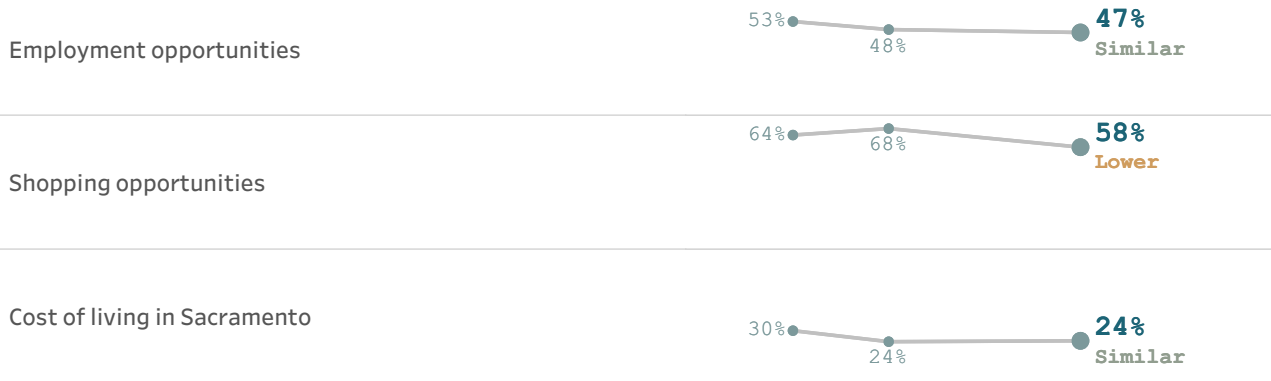 Employment opportunities
53%
48%
47%
Similar
Shopping opportunities
64%
68%
58%
Lower
Cost of living in Sacramento
30%
24%
24%
Similar